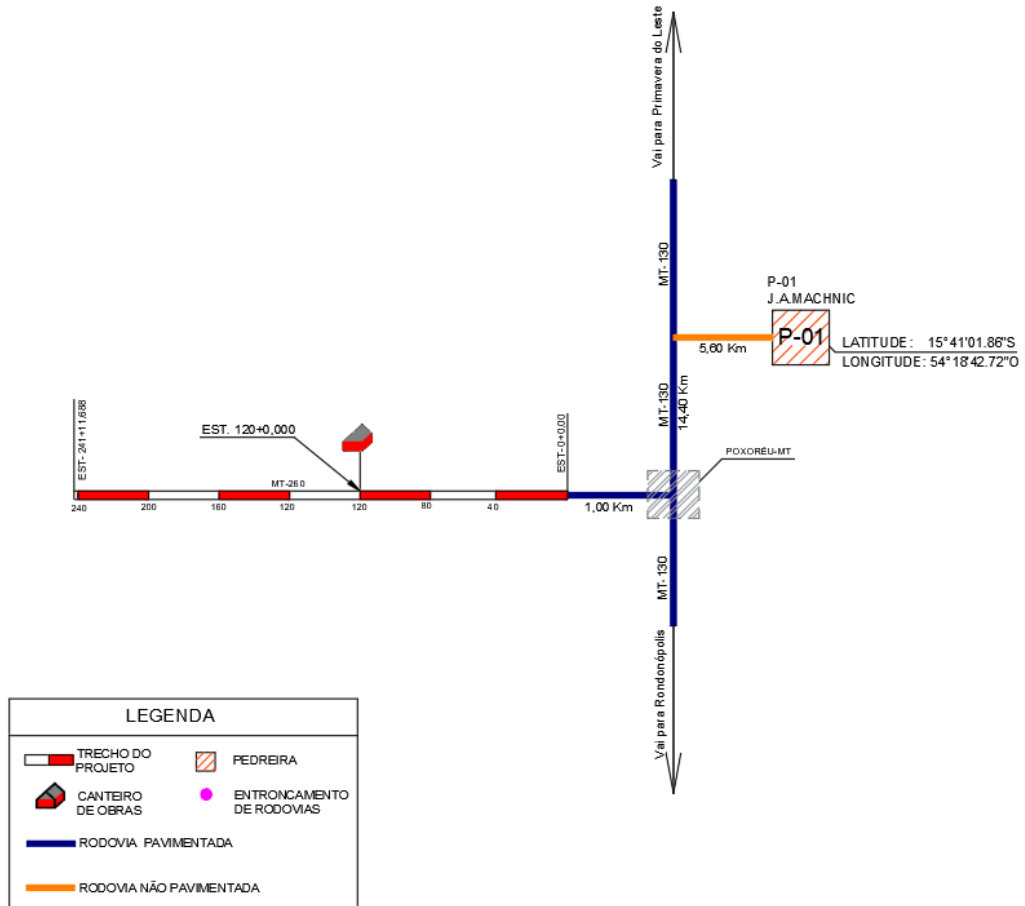 Vai para Primavera do Leste
MT-130
P-01
J.A.MACHNIC
P-01
LATITUDE : 15°41'01.86"S
LONGITUDE: 54°18'42.72"O
5,60 Km
MT-130
14,40 Km
EST- 241+11,688
EST. 120+0,000
EST- 0+0,00
POXORÉU-MT
MT-260
240
200
160
120
120
80
40
1,00 Km
MT-130
Vai para Rondonópolis
LEGENDA
TRECHO DO
PROJETO
PEDREIRA
CANTEIRO
DE OBRAS
ENTRONCAMENTO
DE RODOVIAS
RODOVIA PAVIMENTADA
RODOVIA NÃO PAVIMENTADA